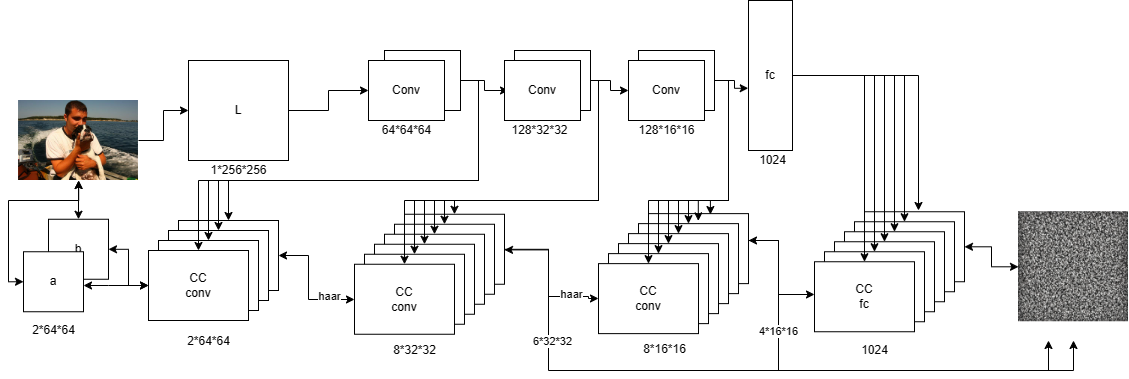 fc
L
Conv
Conv
Conv
64*64*64
128*32*32
128*16*16
1024
1*256*256
b
a
CC
conv
CC
conv
CC
conv
CC
fc
haar
haar
2*64*64
2*64*64
8*32*32
6*32*32
8*16*16
4*16*16
1024